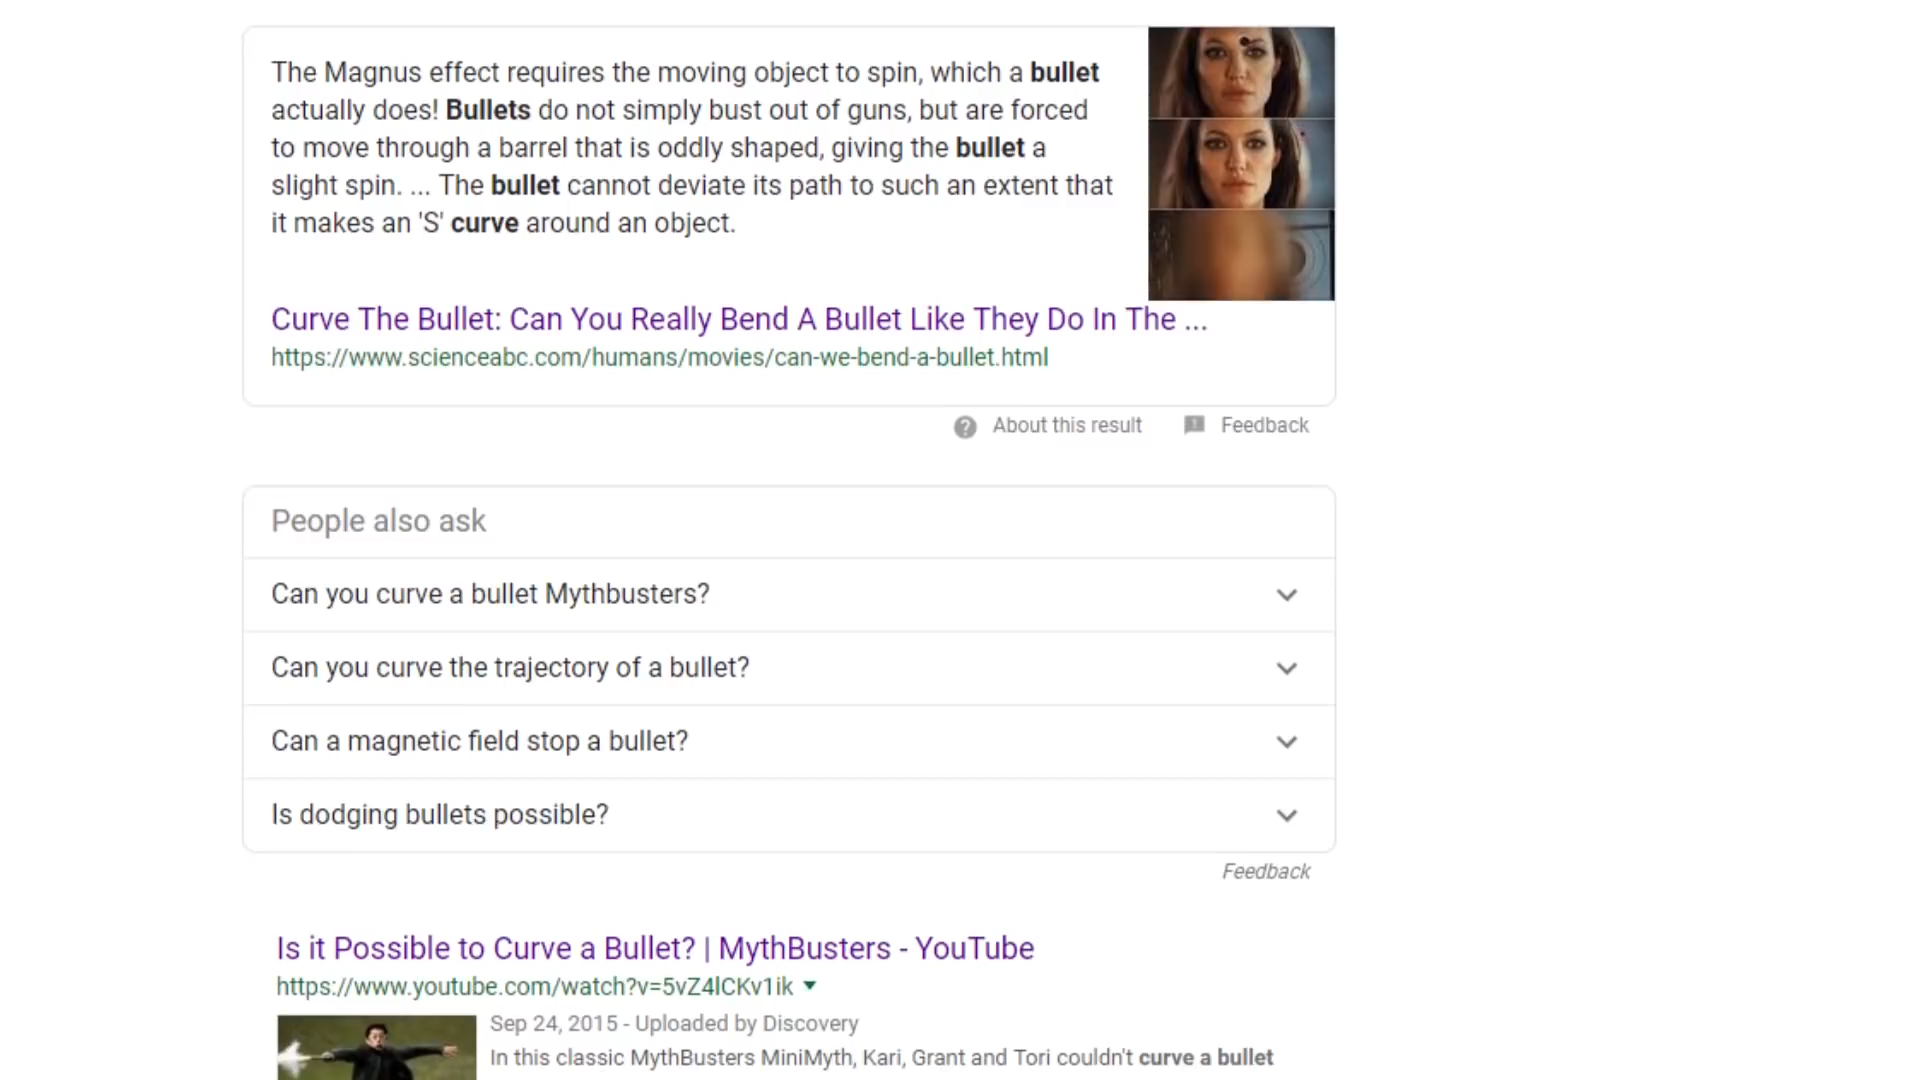 The Magnus effect requires the moving object to spin, which a bullet
actually does! Bullets do not simply bust out of guns, but are forced
to move through a barrel that is oddly shaped, giving the bullet a
slight spin. ... The bullet cannot deviate its path to such an extent that
it makes an 'S' curve around an object.
Curve The Bullet: Can You Really Bend A Bullet Like They Do In The ...
https://www.scienceabc.com/humans/movies/can-we-bend-a-bullet.html
About this result
Feedback
People also ask
Can you curve a bullet Mythbusters?
Can you curve the trajectory of a bullet?
Can a magnetic field stop a bullet?
Is dodging bullets possible?
Feedback
Is it Possible to Curve a Bullet? | MythBusters - YouTube
https://www.youtube.com/watch?v=5vZ4lCKv1ik
Sep 24, 2015 - Uploaded by Discovery
In this classic MythBusters MiniMyth, Kari, Grant and Tori couldn't curve a bullet